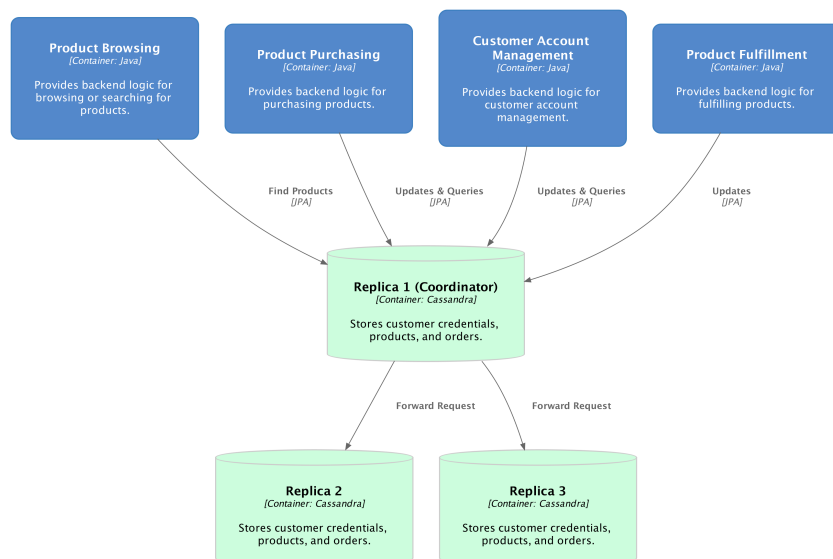 Product Browsing
[Container: Java]
Provides backend logic for
browsing or searching for
products.
Product Purchasing
[Container: Java]
Provides backend logic for
purchasing products.
Customer Account
Management
[Container: Java]
Provides backend logic for
customer account
management.
Product Fulfillment
[Container: Java]
Provides backend logic for
fulfilling products.
Find Products
[JPA]
Updates & Queries
[JPA]
Updates & Queries
[JPA]
Updates
[JPA]
Replica 1 (Coordinator)
[Container: Cassandra]
Stores customer credentials,
products, and orders.
Forward Request
Forward Request
Replica 2
[Container: Cassandra]
Stores customer credentials,
products, and orders.
Replica 3
[Container: Cassandra]
Stores customer credentials,
products, and orders.